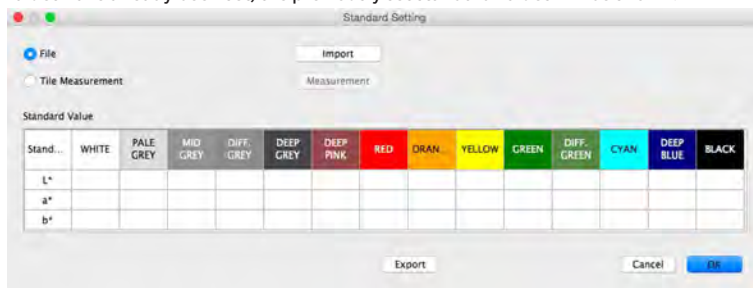 Standard Setting
File
Import
Tile Measurement
Measurement
Standard Value
Stand... WHITE PALE GREY MID GREY DIFF. GREY DEEP GREY DEEP PINK RED ORAN... YELLOW GREEN DIFF. GREEN CYAN DEEP BLUE BLACK
L*
a*
b*
Export
Cancel
OK